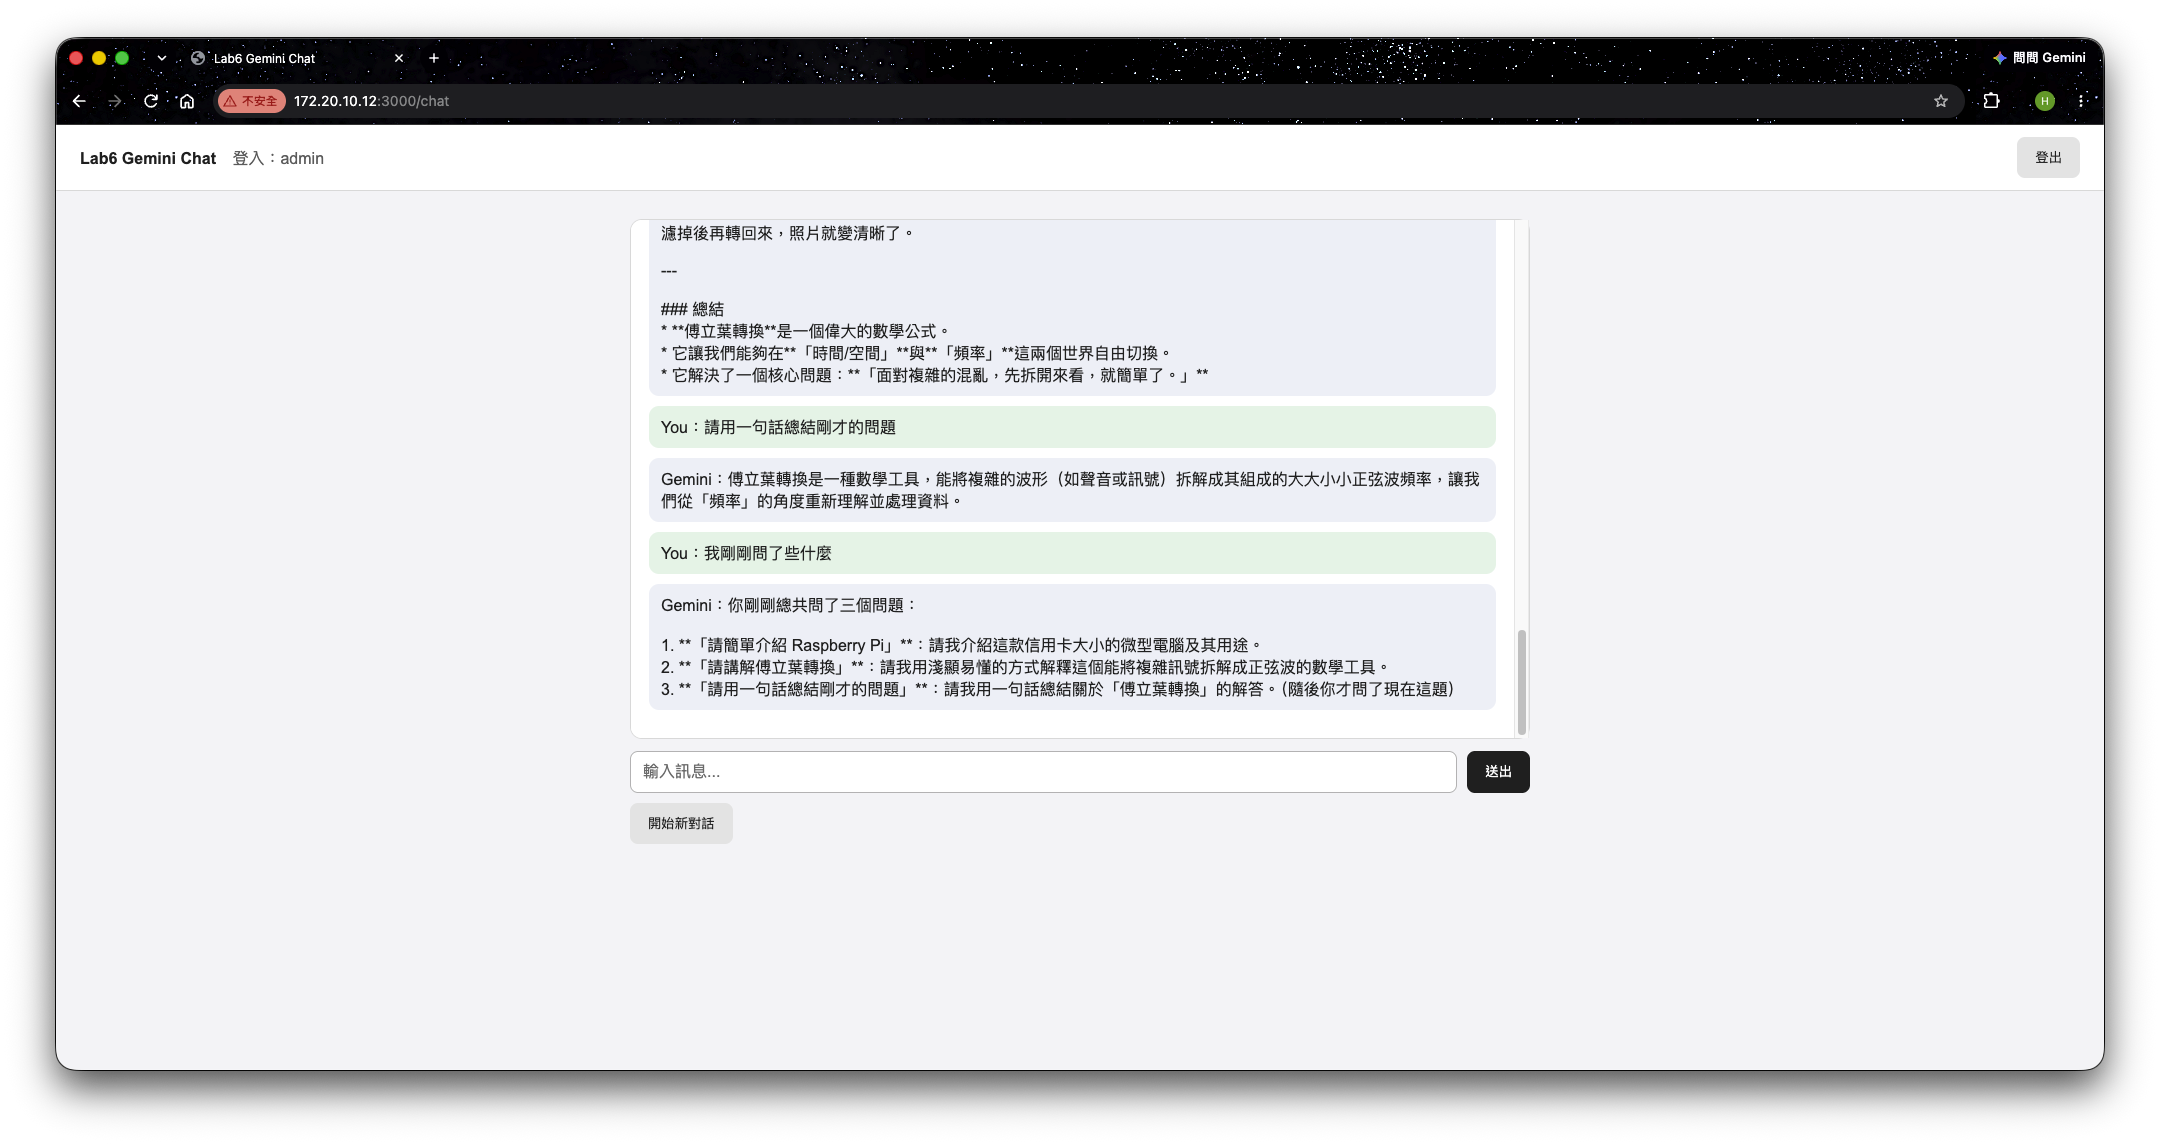 Lab6 Gemini Chat
問問 Gemini
不安全 172.20.10.12:3000/chat
H
Lab6 Gemini Chat 登入：admin
登出
濾掉後再轉回來，照片就變清晰了。
---
### 總結
* **傅立葉轉換**是一個偉大的數學公式。
* 它讓我們能夠在**「時間/空間」**與**「頻率」**這兩個世界自由切換。
* 它解決了一個核心問題：**「面對複雜的混亂，先拆開來看，就簡單了。」**
You：請用一句話總結剛才的問題
Gemini：傅立葉轉換是一種數學工具，能將複雜的波形（如聲音或訊號）拆解成其組成的大大小小正弦波頻率，讓我
們從「頻率」的角度重新理解並處理資料。
You：我剛剛問了些什麼
Gemini：你剛剛總共問了三個問題：
1. **「請簡單介紹 Raspberry Pi」**：請我介紹這款信用卡大小的微型電腦及其用途。
2. **「請講解傅立葉轉換」**：請我用淺顯易懂的方式解釋這個能將複雜訊號拆解成正弦波的數學工具。
3. **「請用一句話總結剛才的問題」**：請我用一句話總結關於「傅立葉轉換」的解答。（隨後你才問了現在這題）
輸入訊息...
送出
開始新對話